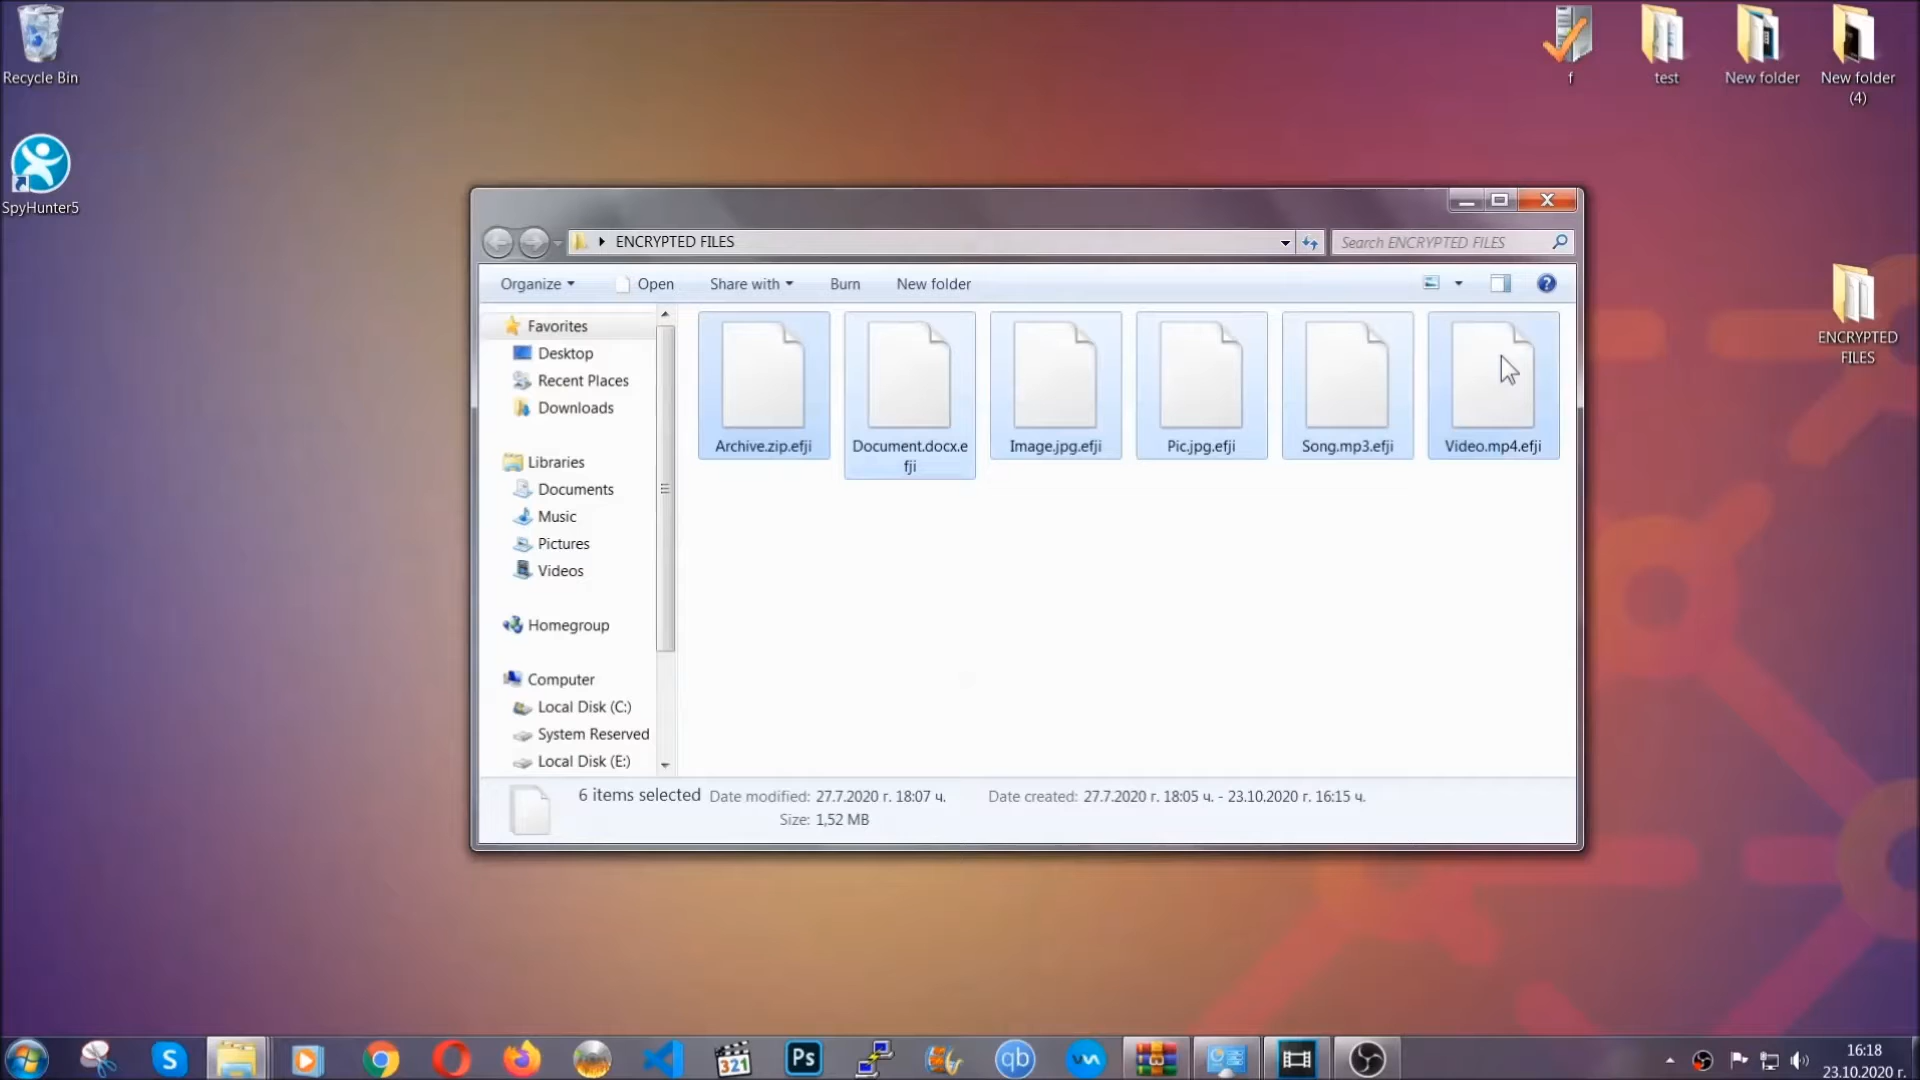 Recycle Bin
SpyHunter5
f
test
New folder
New folder
(4)
ENCRYPTED
FILES
ENCRYPTED FILES
Search ENCRYPTED FILES
Organize
Open
Share with
Burn
New folder
Favorites
Desktop
Recent Places
Downloads
Libraries
Documents
Music
Pictures
Videos
Homegroup
Computer
Local Disk (C:)
System Reserved
Local Disk (E:)
Archive.zip.efji
Document.docx.e
fji
Image.jpg.efji
Pic.jpg.efji
Song.mp3.efji
Video.mp4.efji
6 items selected
Date modified: 27.7.2020 г. 18:07 ч.
Date created: 27.7.2020 г. 18:05 ч. - 23.10.2020 г. 16:15 ч.
Size: 1,52 MB
S
321
Ps
qb
16:18
23.10.2020 г.